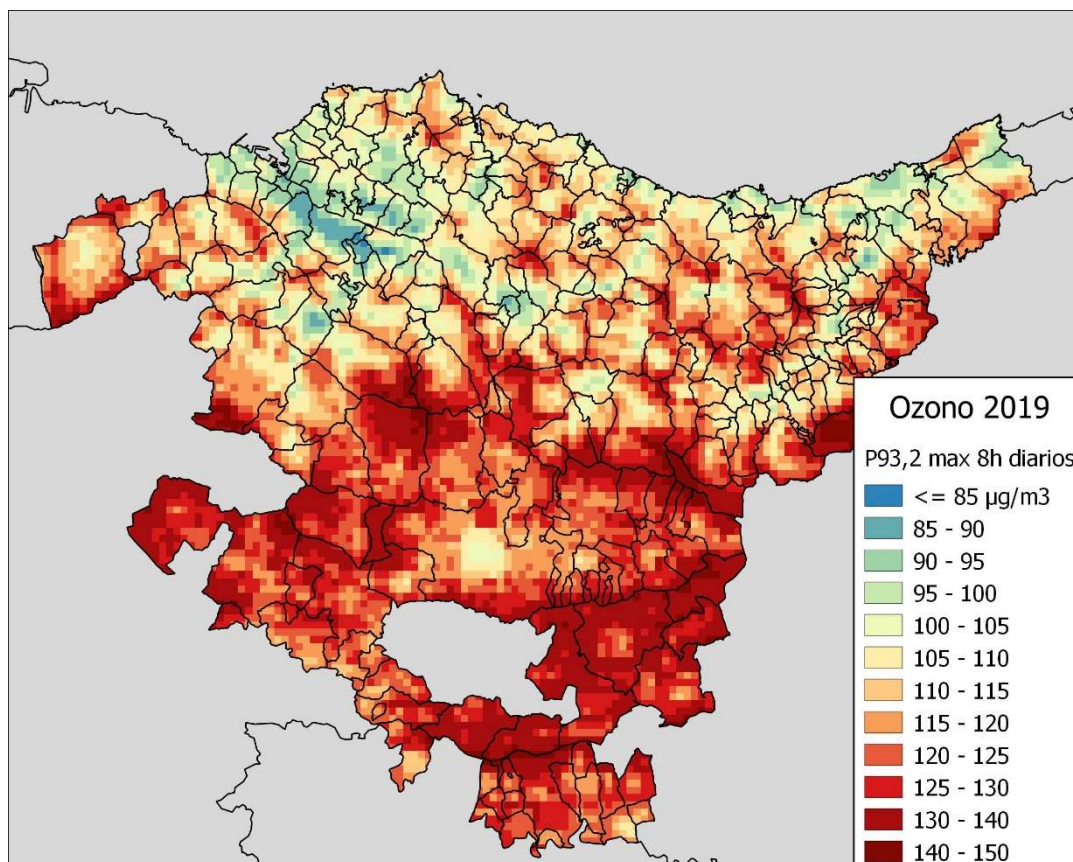 Ozono 2019
P93,2 max 8h diarios
<= 85 µg/m3
85 - 90
90 - 95
95 - 100
100 - 105
105 - 110
110 - 115
115 - 120
120 - 125
125 - 130
130 - 140
140 - 150